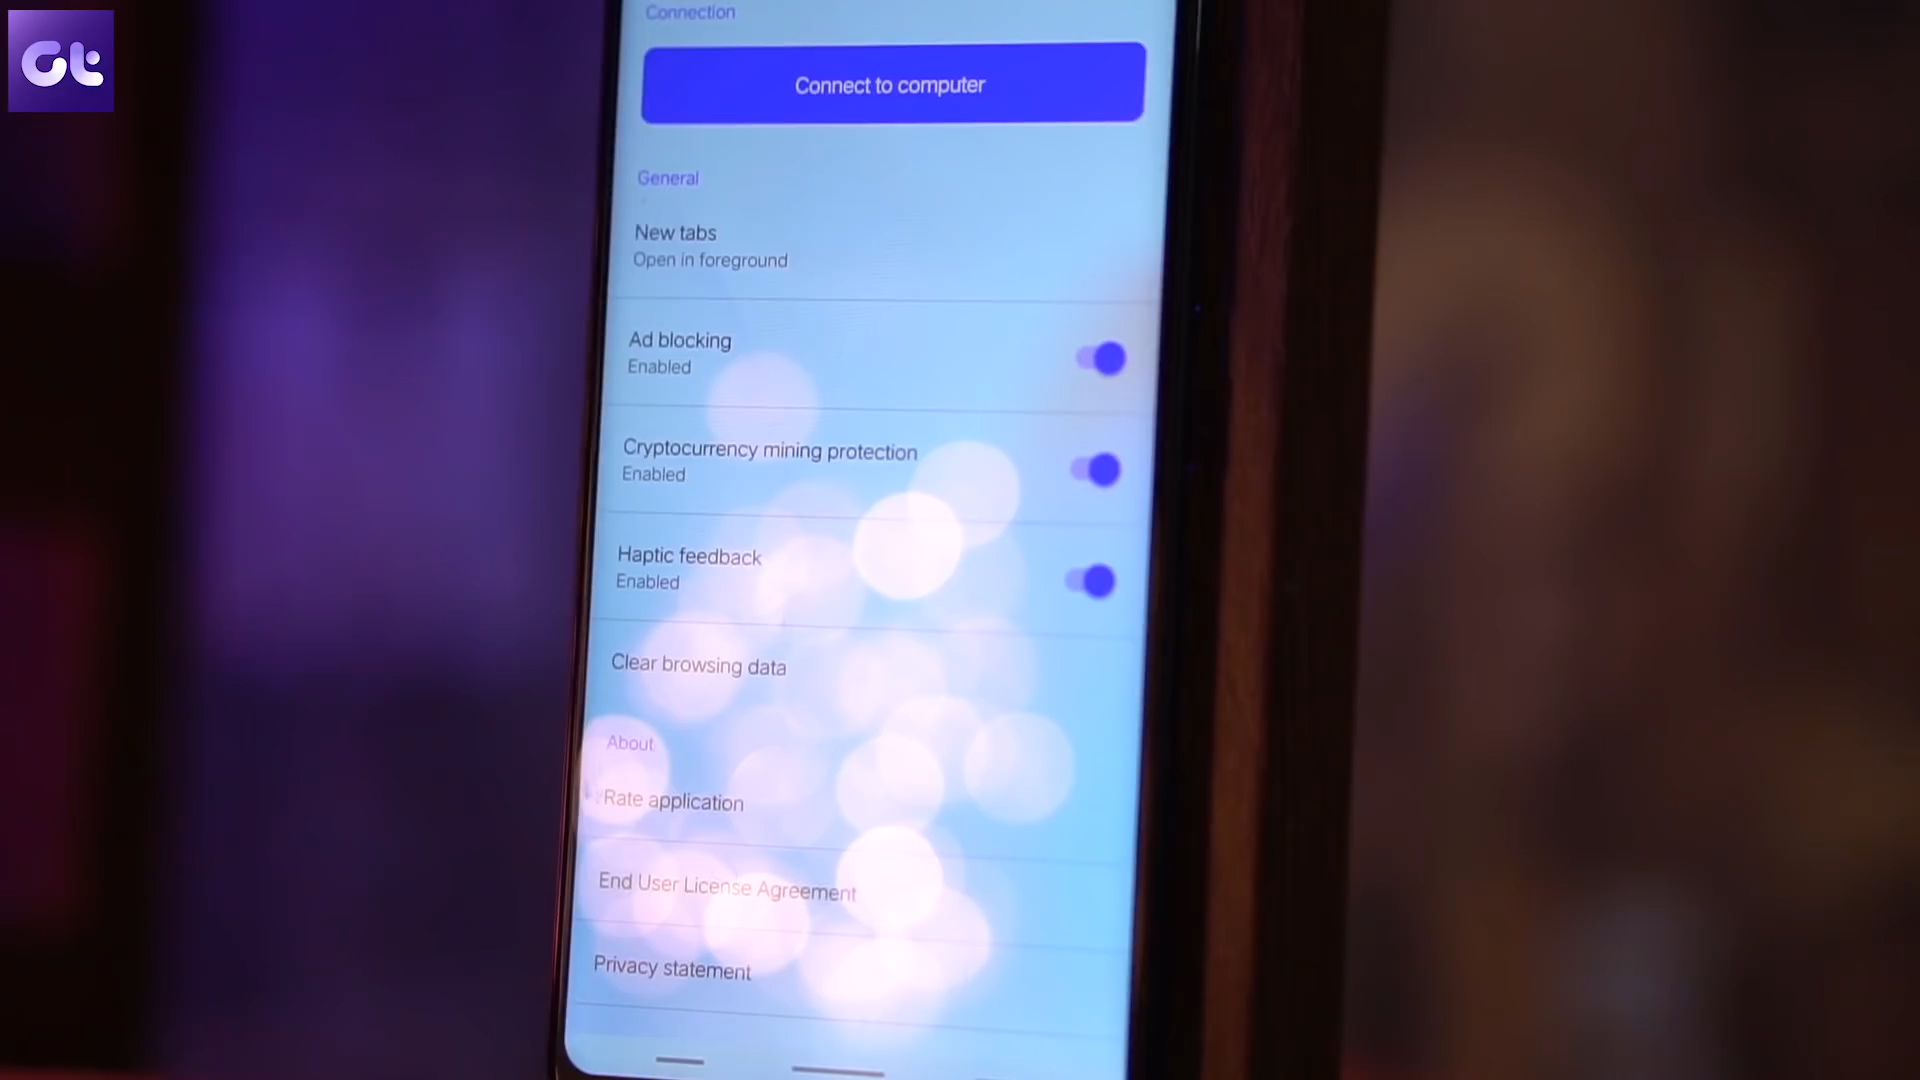 Gt
Connection
Connect to computer
General
New tabs
Open in foreground
Ad blocking
Enabled
Cryptocurrency mining protection
Enabled
Haptic feedback
Enabled
Clear browsing data
About
Rate application
End User License Agreement
Privacy statement